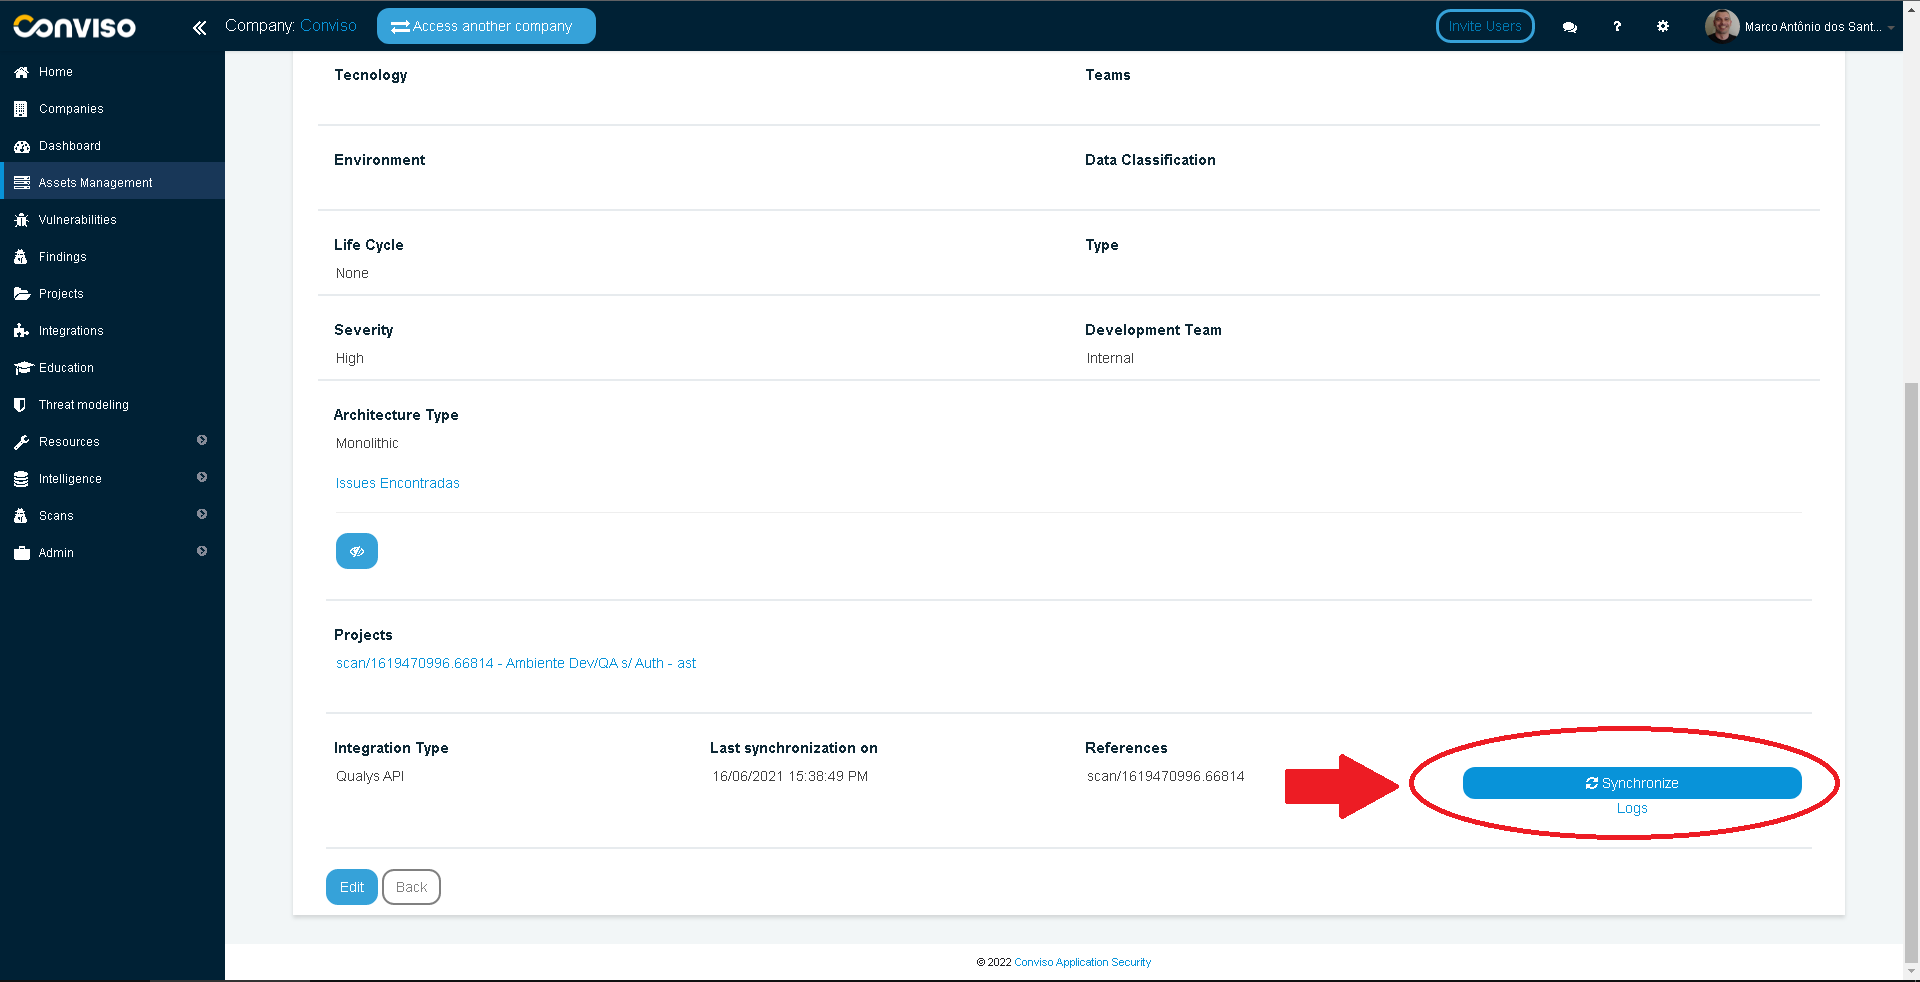 Conviso
Company: Conviso
Access another company
Invite Users
?
Marco Antônio dos Sant...
Home
Companies
Dashboard
Assets Management
Vulnerabilities
Findings
Projects
Integrations
Education
Threat modeling
Resources
Intelligence
Scans
Admin
Tecnology
Teams
Environment
Data Classification
Life Cycle
Type
None
Severity
Development Team
High
Internal
Architecture Type
Monolithic
Issues Encontradas
Projects
scan/1619470996.66814 - Ambiente Dev/QA s/ Auth - ast
Integration Type
Last synchronization on
References
Qualys API
16/06/2021 15:38:49 PM
scan/1619470996.66814
Synchronize
Logs
Edit
Back
© 2022 Conviso Application Security